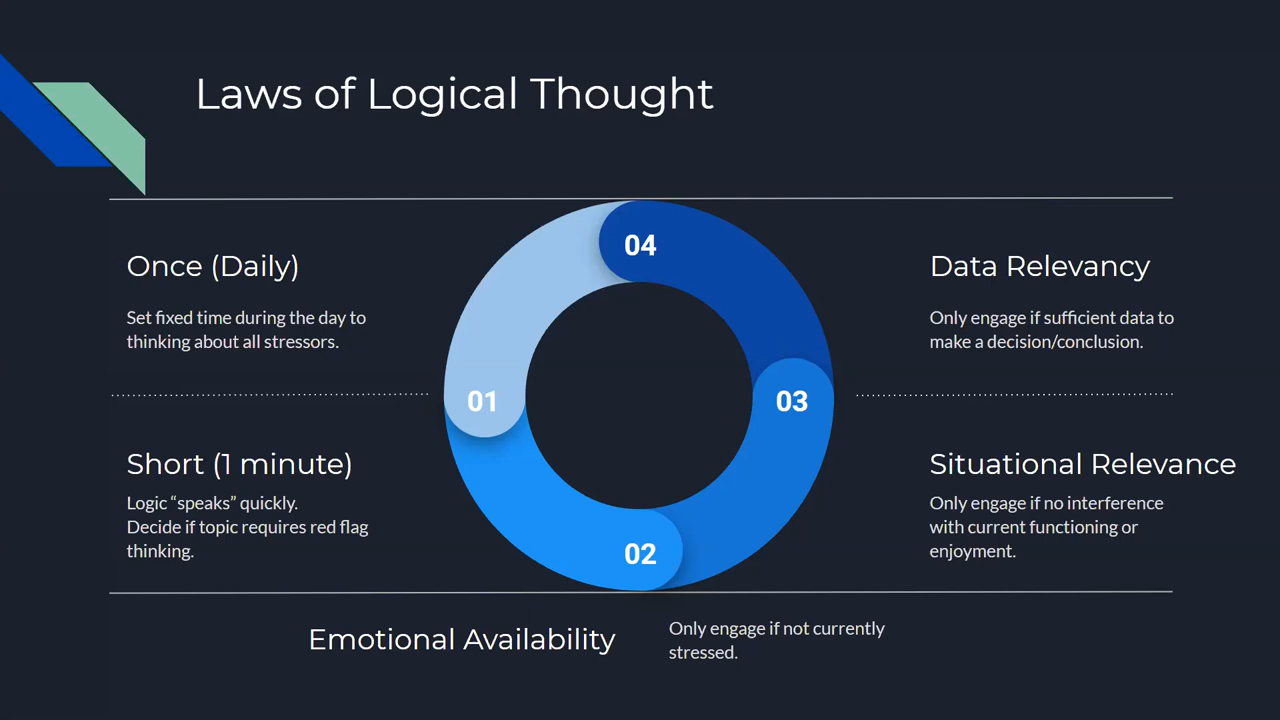 Laws of Logical Thought
Once (Daily)
Set fixed time during the day to
thinking about all stressors.
Short (1 minute)
Logic “speaks” quickly.
Decide if topic requires red flag
thinking.
04
01
03
02
Data Relevancy
Only engage if sufficient data to
make a decision/conclusion.
Situational Relevance
Only engage if no interference
with current functioning or
enjoyment.
Emotional Availability
Only engage if not currently
stressed.